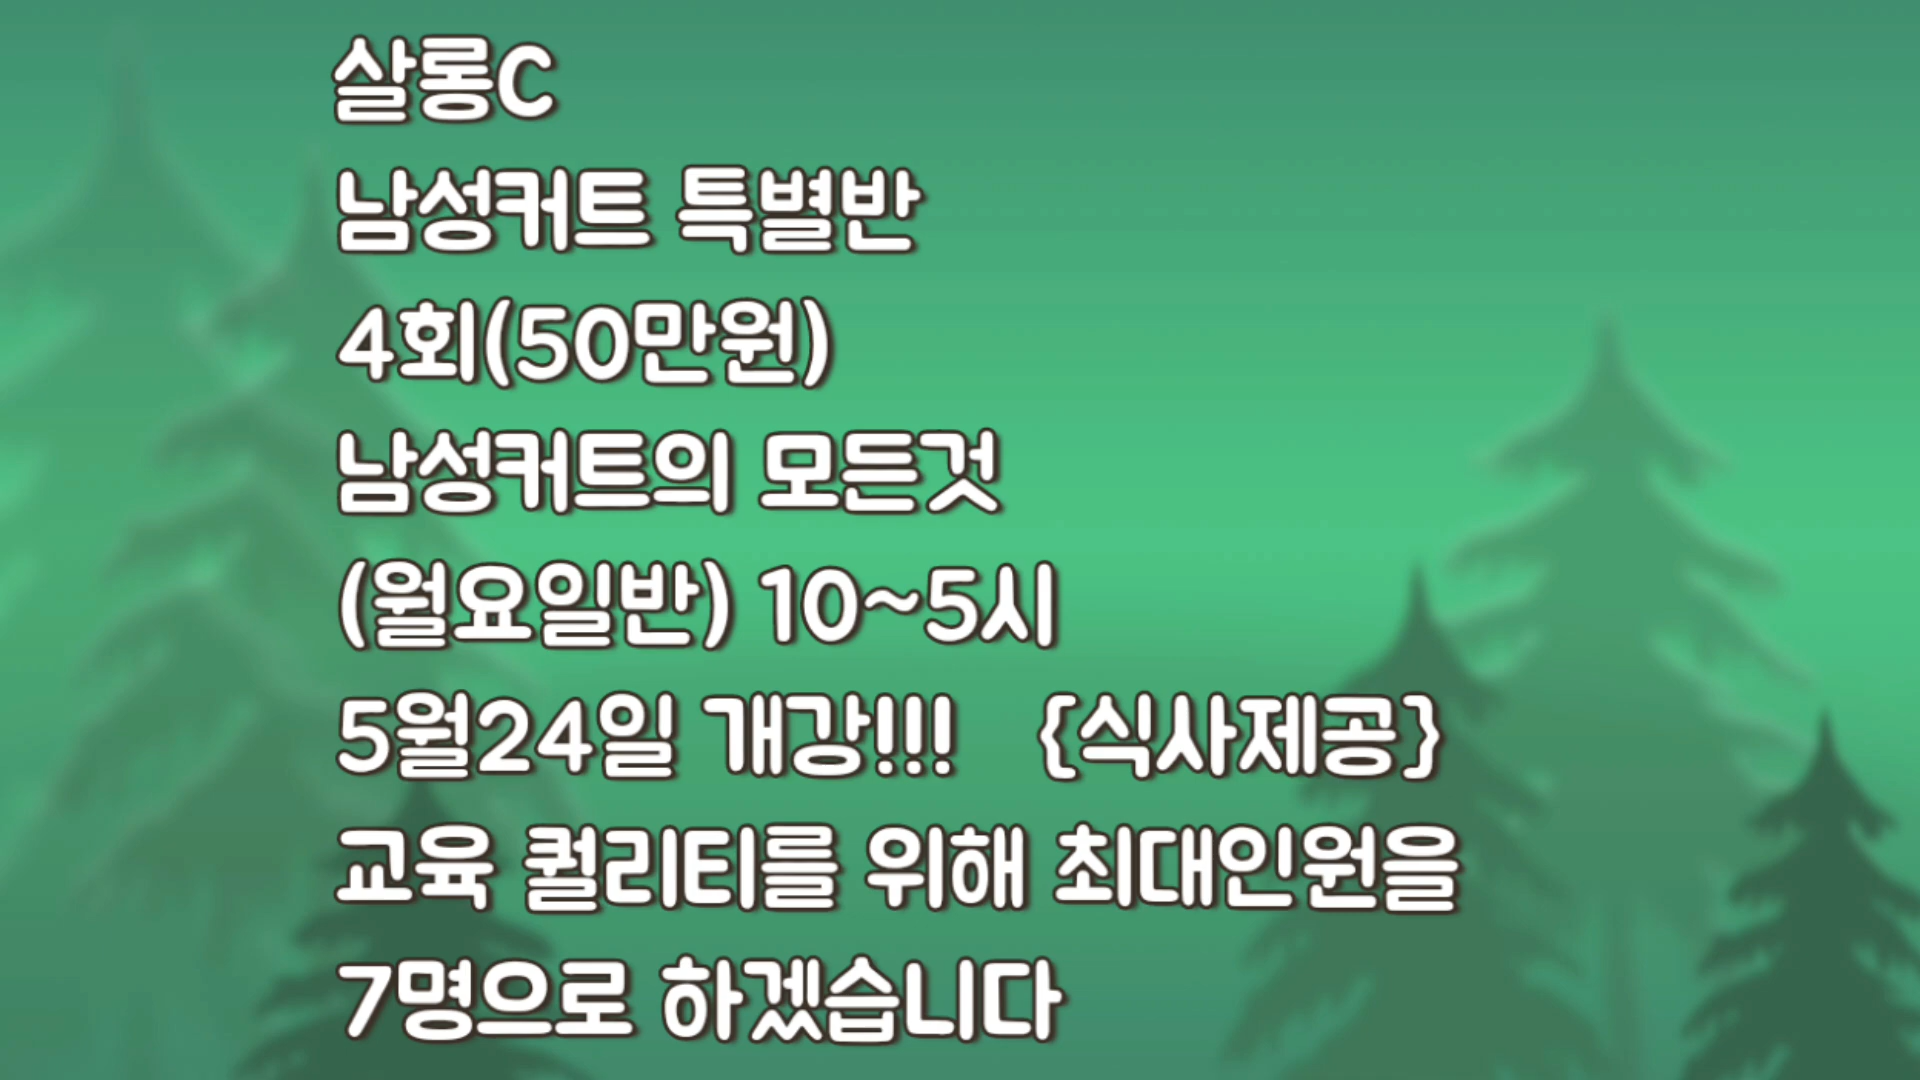 살롱C
남성커트 특별반
4회(50만원)
남성커트의 모든것
(월요일반) 10~5시
5월24일 개강!!! {식사제공}
교육 퀄리티를 위해 최대인원을
7명으로 하겠습니다